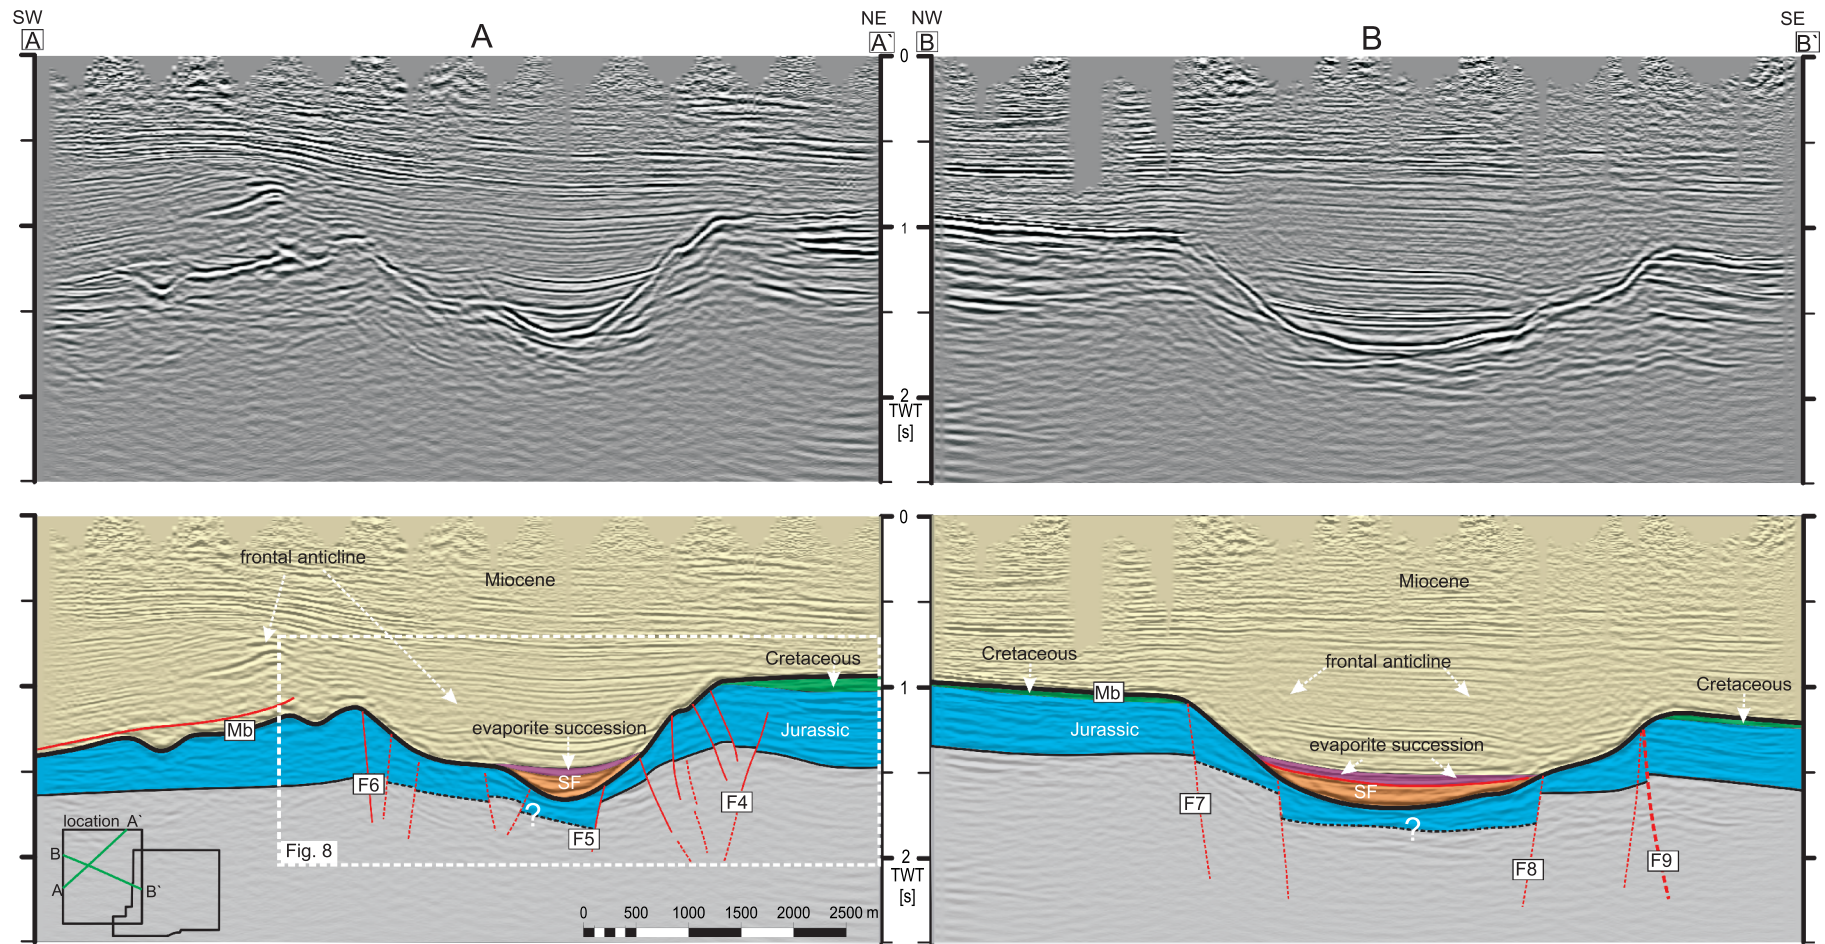 SW
A
A
NE
A`
NW
B
B
SE
B`
0
1
2
TWT
[s]
frontal anticline
Miocene
Cretaceous
evaporite succession
Jurassic
Mb
SF
F6
?
F5
F4
Fig. 8
location
A`
B
A
B`
0 500 1000 1500 2000 2500 m
0
1
2
TWT
[s]
Miocene
Cretaceous
frontal anticline
Mb
Cretaceous
Jurassic
evaporite succession
SF
F7
?
F8
F9